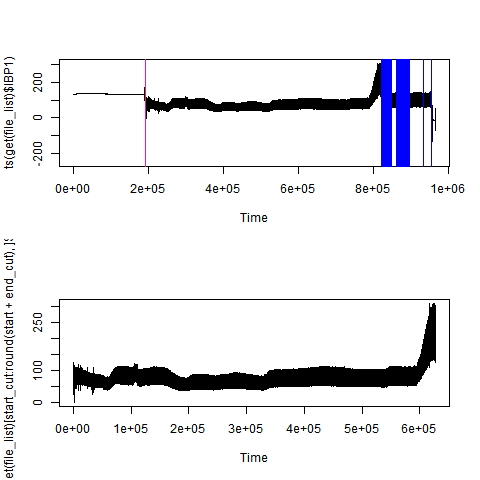 ts(get(file_list)$IBP1)
200
0
-200
0e+00 2e+05 4e+05 6e+05 8e+05 1e+06
Time
et(file_list)[start_cut:round(start + end_cut), ]$
250
100
0
0e+00 1e+05 2e+05 3e+05 4e+05 5e+05 6e+05
Time